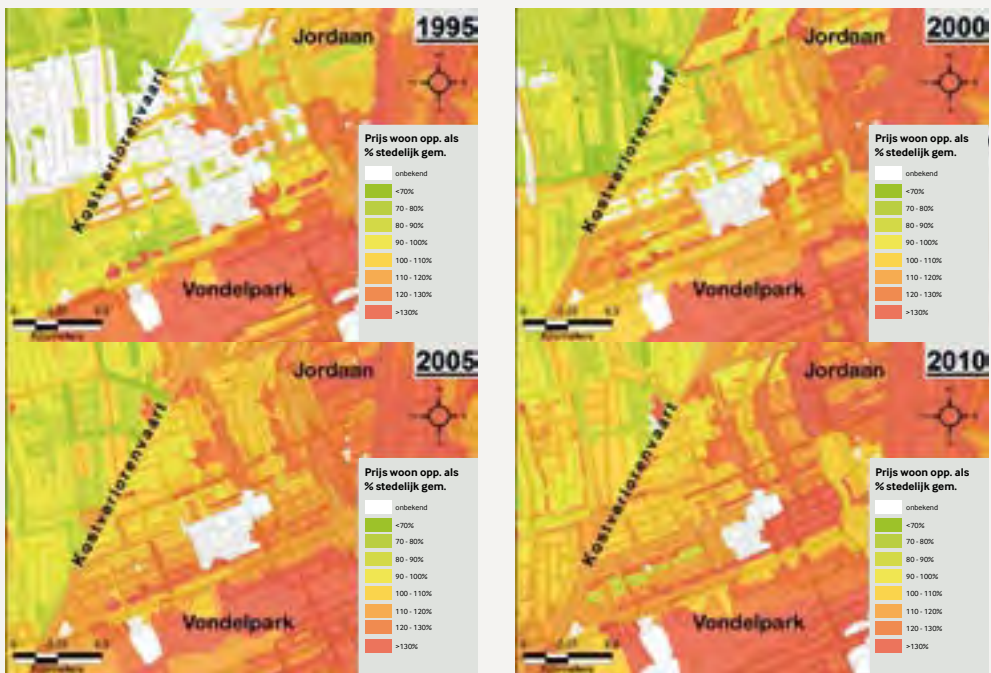 Jordaan
1995
Kostverlorenvaart
Prijs woon opp. als
% stedelijk gem.
onbekend
<70%
70 - 80%
80 - 90%
90 - 100%
100 - 110%
110 - 120%
120 - 130%
>130%
Vondelpark
Jordaan
2000
Kostverlorenvaart
Prijs woon opp. als
% stedelijk gem.
onbekend
<70%
70 - 80%
80 - 90%
90 - 100%
100 - 110%
110 - 120%
120 - 130%
>130%
Vondelpark
Jordaan
2005
Kostverlorenvaart
Prijs woon opp. als
% stedelijk gem.
onbekend
<70%
70 - 80%
80 - 90%
90 - 100%
100 - 110%
110 - 120%
120 - 130%
>130%
Vondelpark
Jordaan
2010
Kostverlorenvaart
Prijs woon opp. als
% stedelijk gem.
onbekend
<70%
70 - 80%
80 - 90%
90 - 100%
100 - 110%
110 - 120%
120 - 130%
>130%
Vondelpark